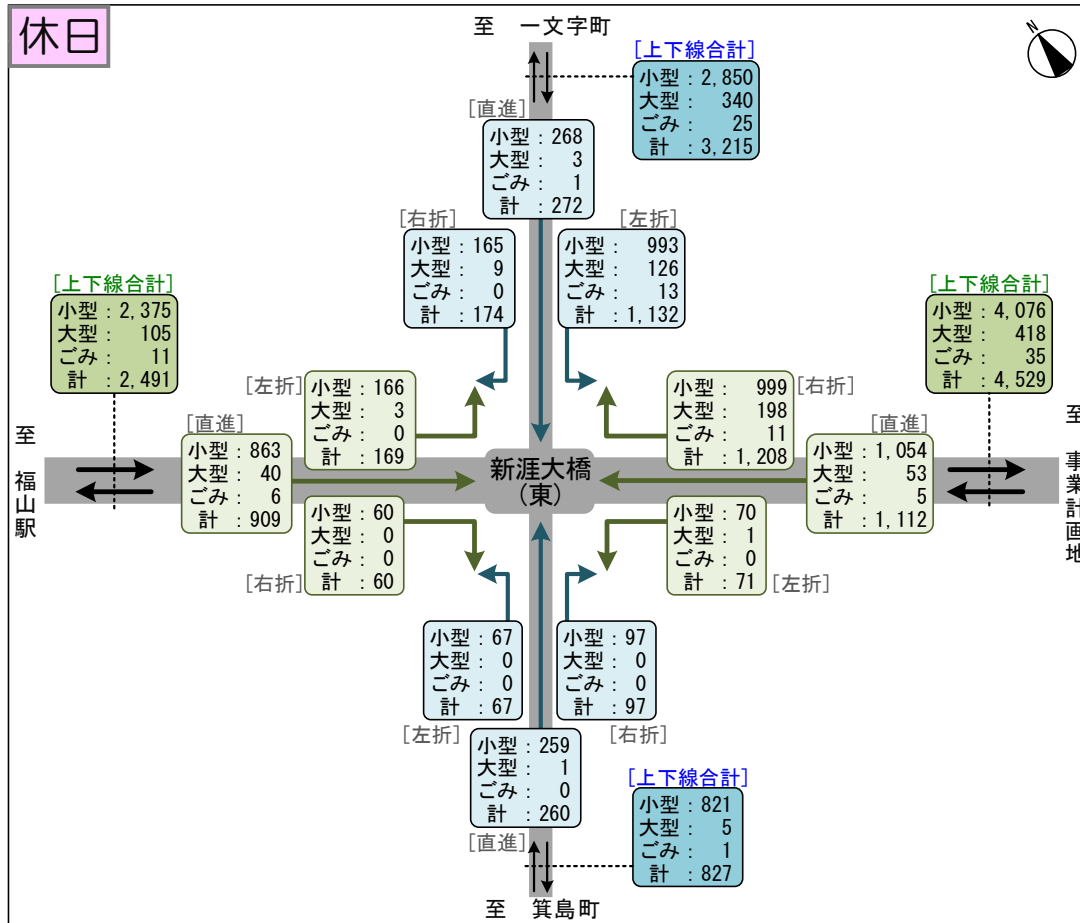 休日
至 一文字町
N
[上下線合計]
小型：2,850
大型： 340
ごみ： 25
計：3,215
[直進]
小型：268
大型： 3
ごみ： 1
計：272
[右折]
小型：165
大型： 9
ごみ： 0
計：174
[左折]
小型： 993
大型： 126
ごみ： 13
計：1,132
[上下線合計]
小型：2,375
大型： 105
ごみ： 11
計：2,491
[上下線合計]
小型：4,076
大型： 418
ごみ： 35
計：4,529
[左折]
小型：166
大型： 3
ごみ： 0
計：169
小型： 999
大型： 198
ごみ： 11
計：1,208
[右折]
至 福山駅
[直進]
小型：863
大型： 40
ごみ： 6
計：909
新涯大橋
（東）
[直進]
小型：1,054
大型： 53
ごみ： 5
計：1,112
至 事業計画地
小型：60
大型： 0
ごみ： 0
計：60
[右折]
小型：70
大型： 1
ごみ： 0
計：71
[左折]
小型：67
大型： 0
ごみ： 0
計：67
[左折]
小型：97
大型： 0
ごみ： 0
計：97
[右折]
小型：259
大型： 1
ごみ： 0
計：260
[直進]
[上下線合計]
小型：821
大型： 5
ごみ： 1
計：827
至 箕島町